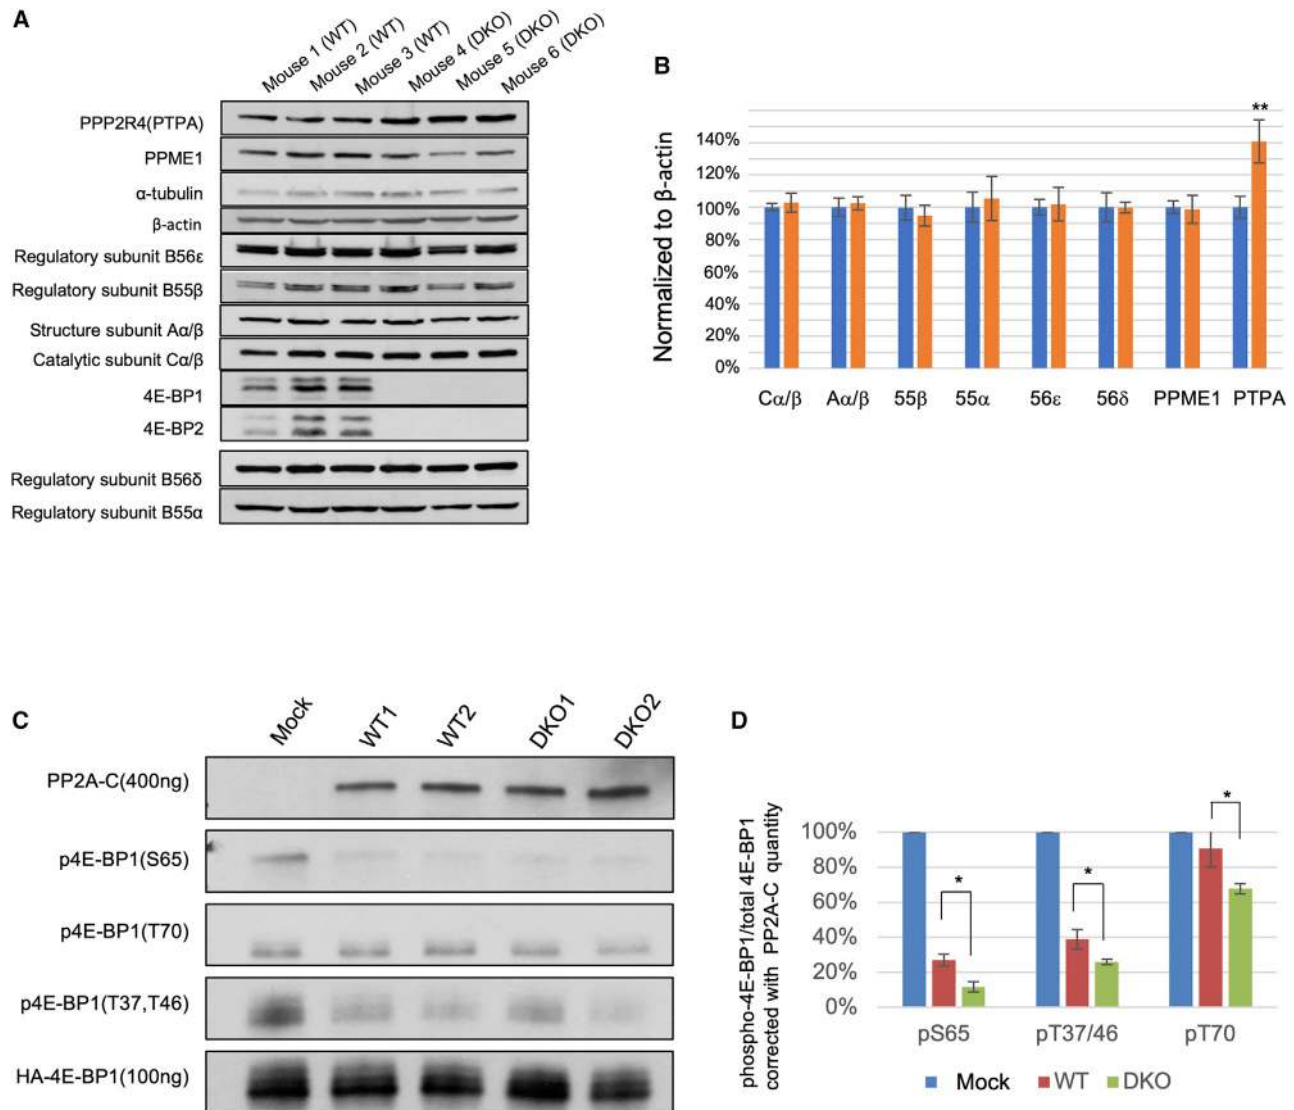 A
Mouse 1 (WT)
Mouse 2 (WT)
Mouse 3 (WT)
Mouse 4 (DKO)
Mouse 5 (DKO)
Mouse 6 (DKO)
PPP2R4(PTPA)
PPME1
α-tubulin
β-actin
Regulatory subunit B56ε
Regulatory subunit B55β
Structure subunit Aα/β
Catalytic subunit Cα/β
4E-BP1
4E-BP2
Regulatory subunit B56δ
Regulatory subunit B55α
B
Normalized to β-actin
140%
120%
100%
80%
60%
40%
20%
0%
**
Cα/β 55β 55α 56ε 56δ PPME1 PTPA
C
Mock
WT1
WT2
DKO1
DKO2
PP2A-C(400ng)
p4E-BP1(S65)
p4E-BP1(T70)
p4E-BP1(T37,T46)
HA-4E-BP1(100ng)
D
phospho-4E-BP1/total 4E-BP1
corrected with PP2A-C quantity
100%
80%
60%
40%
20%
0%
*
*
*
pS65 pT37/46 pT70
Mock WT DKO